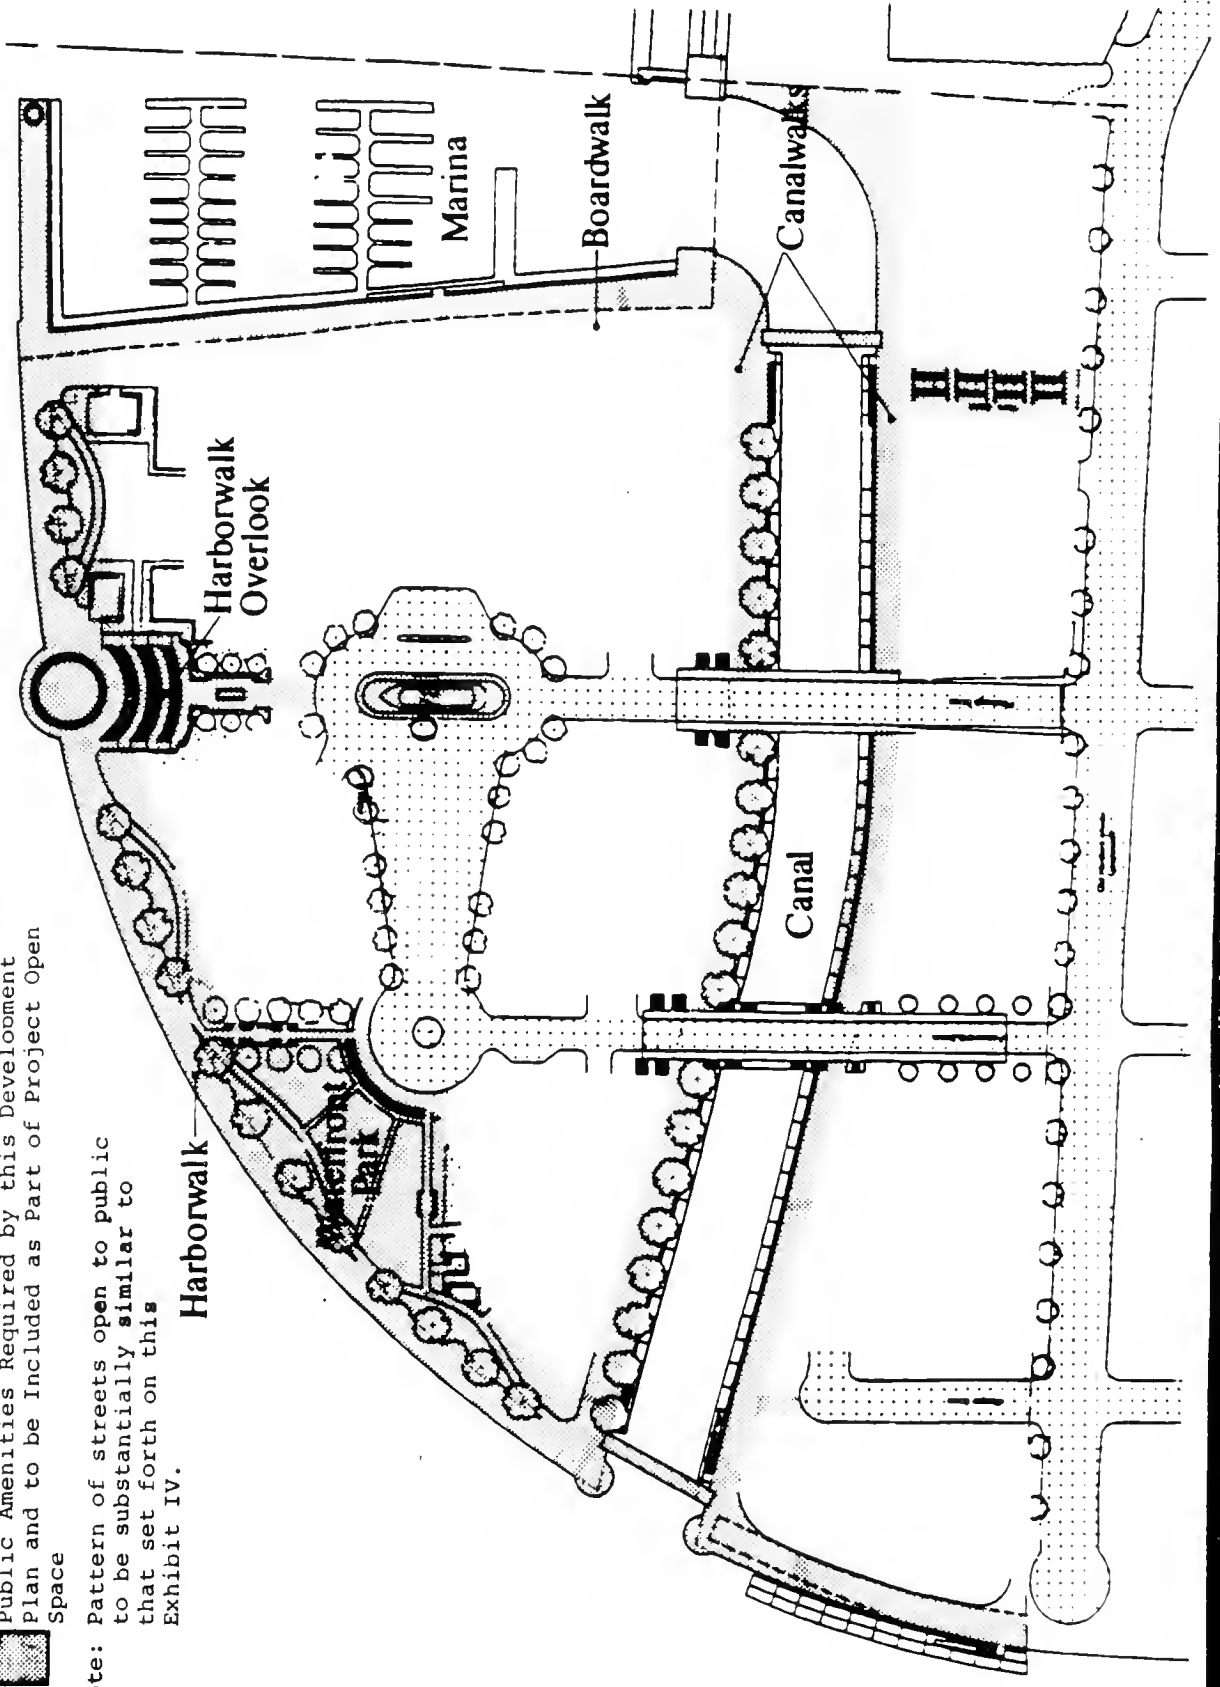 Public Amenities Required by this Development
Plan and to be Included as Part of Project Open
Space
te: Pattern of streets open to public
to be substantially similar to
that set forth on this
Exhibit IV.
Harborwalk
Waterfront
Park
Harborwalk
Overlook
Marina
Boardwalk
Canalwalks
Canal